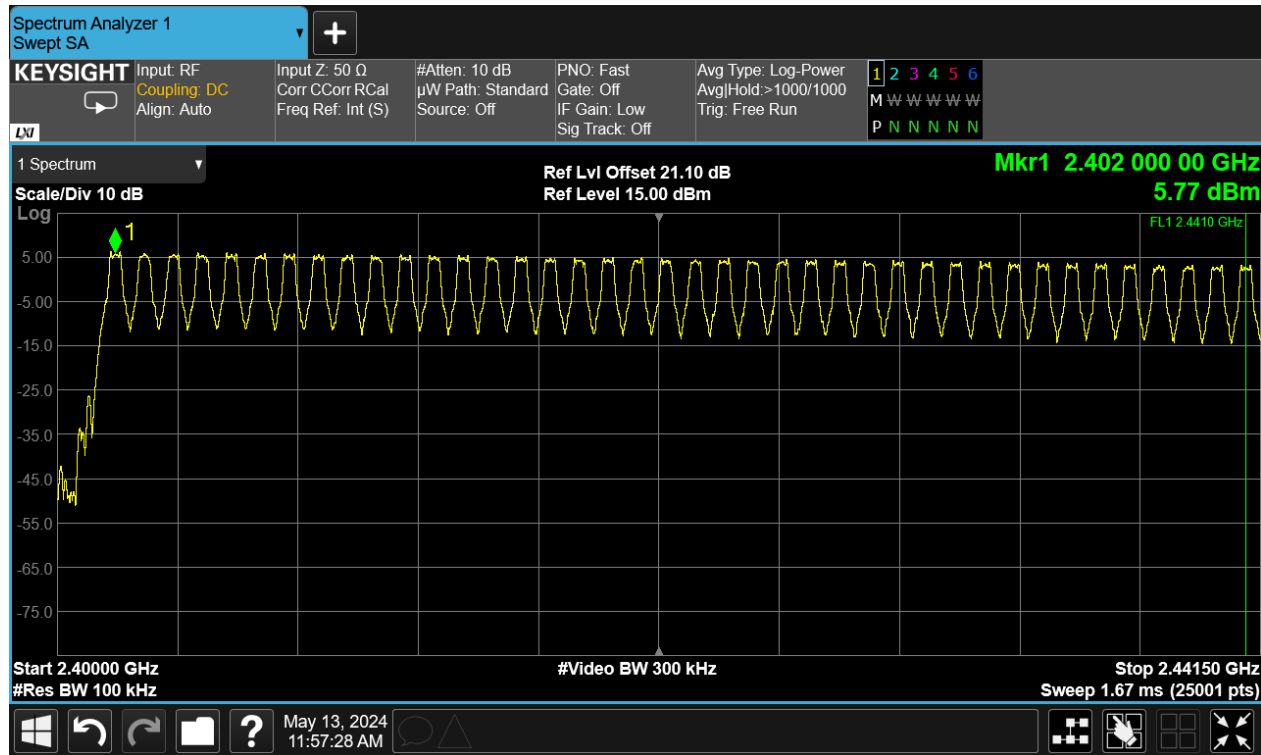 Spectrum Analyzer 1
Swept SA
+
KEYSIGHT
LXI
Input: RF
Coupling: DC
Align: Auto
Input Z: 50 Ω
Corr CCorr RCal
Freq Ref: Int (S)
#Atten: 10 dB
µW Path: Standard
Source: Off
PNO: Fast
Gate: Off
IF Gain: Low
Sig Track: Off
Avg Type: Log-Power
Avg|Hold:>1000/1000
Trig: Free Run
1 2 3 4 5 6
M W W W W W
P N N N N N
1 Spectrum
Scale/Div 10 dB
Ref Lvl Offset 21.10 dB
Ref Level 15.00 dBm
Mkr1 2.402 000 00 GHz
5.77 dBm
Log
FL1 2.4410 GHz
1
5.00
-5.00
-15.0
-25.0
-35.0
-45.0
-55.0
-65.0
-75.0
Start 2.40000 GHz
#Res BW 100 kHz
#Video BW 300 kHz
Stop 2.44150 GHz
Sweep 1.67 ms (25001 pts)
?
May 13, 2024
11:57:28 AM